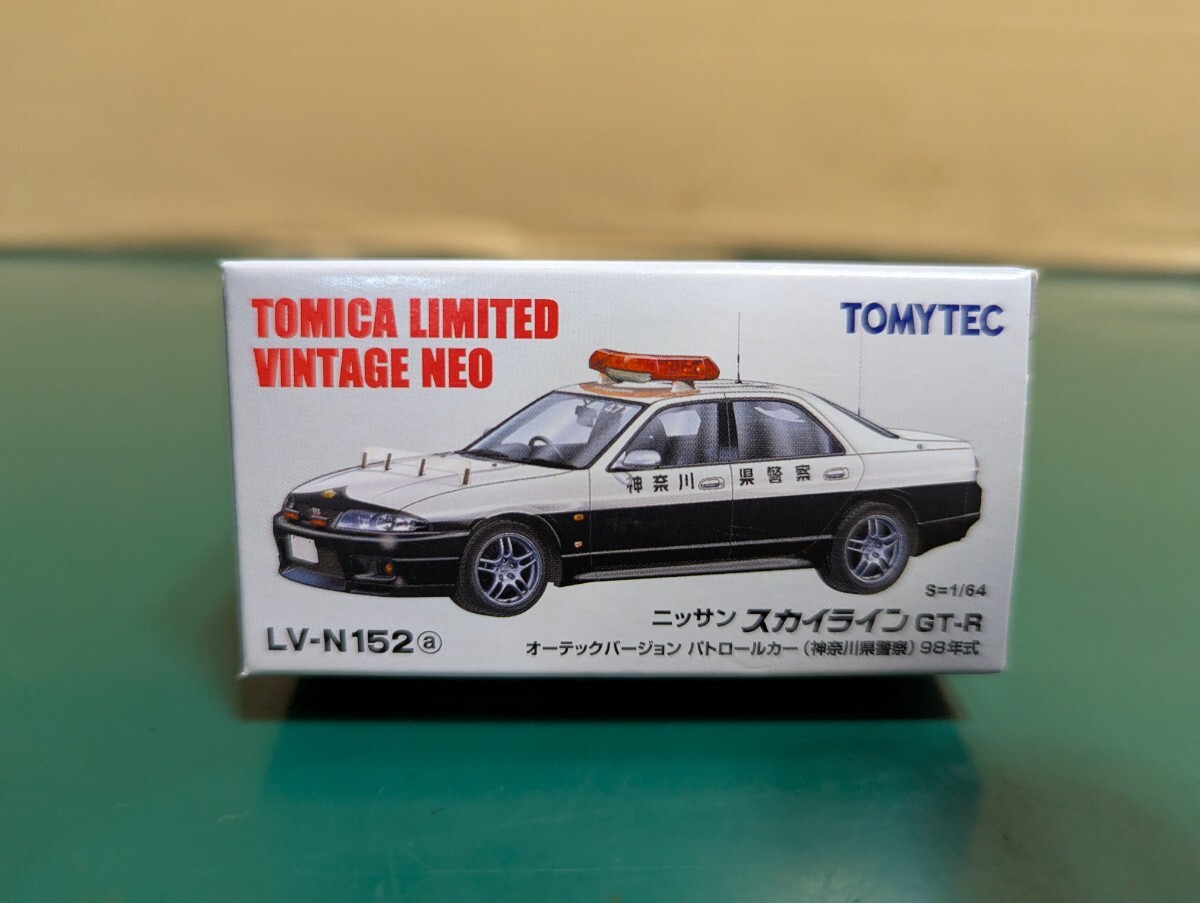 TOMICA LIMITED
VINTAGE NEO
TOMYTEC
神奈川 県警察
S=1/64
ニッサン スカイライン GT-R
オーテックバージョン パトロールカー(神奈川県警察) 98年式
LV-N152ⓐ